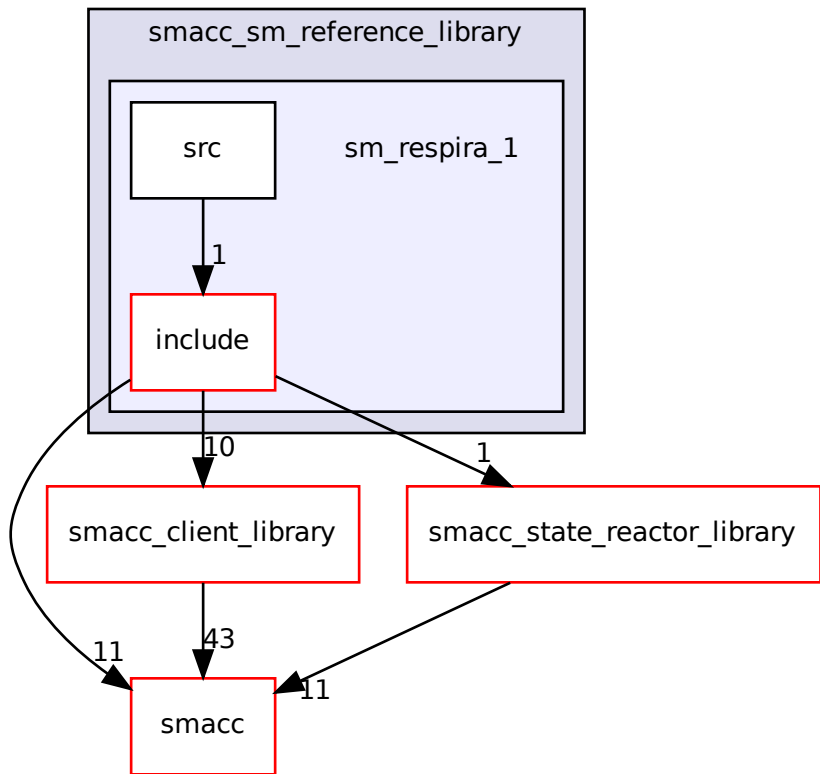 smacc_sm_reference_library
src
sm_respira_1
1
include
10
1
smacc_client_library
smacc_state_reactor_library
43
11
11
smacc